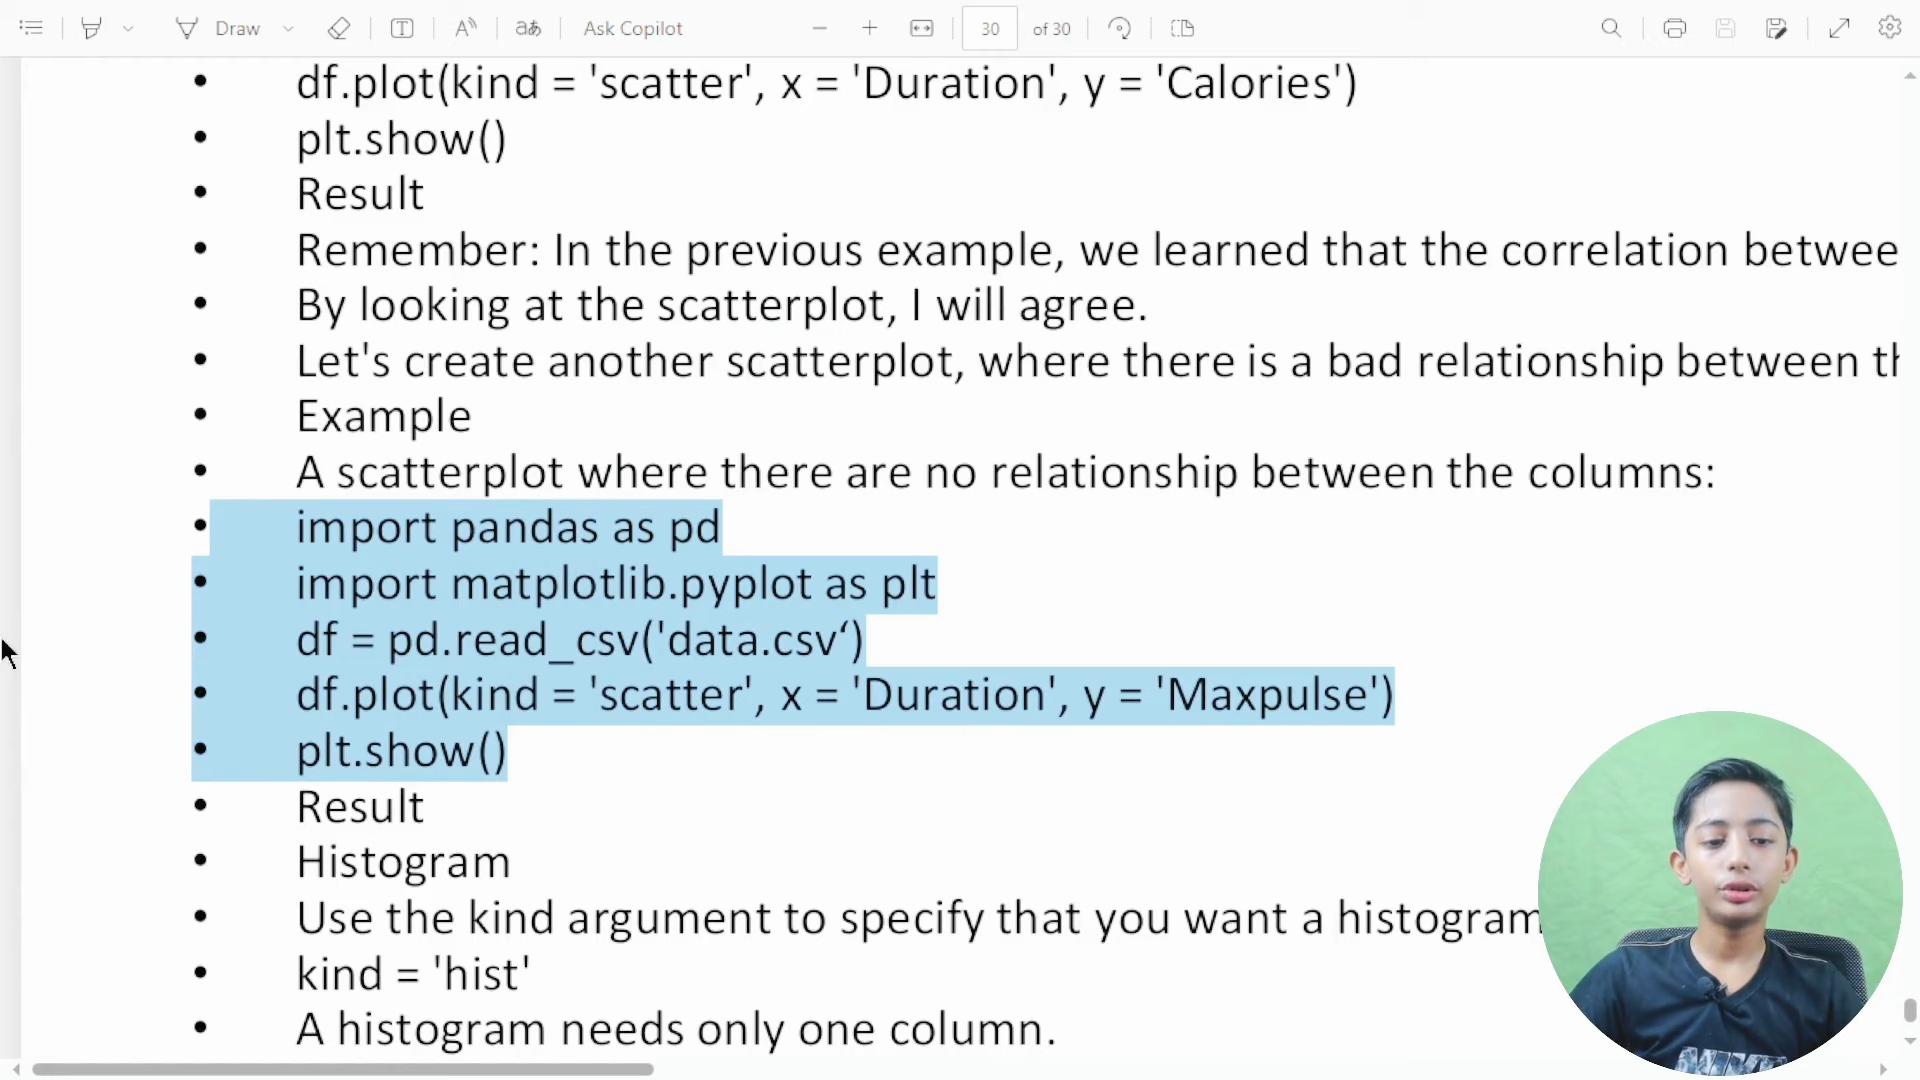 Draw
Ask Copilot
30 of 30
• df.plot(kind = 'scatter', x = 'Duration', y = 'Calories')
• plt.show()
• Result
• Remember: In the previous example, we learned that the correlation betwee
• By looking at the scatterplot, I will agree.
• Let's create another scatterplot, where there is a bad relationship between th
• Example
• A scatterplot where there are no relationship between the columns:
• import pandas as pd
• import matplotlib.pyplot as plt
• df = pd.read_csv('data.csv‘)
• df.plot(kind = 'scatter', x = 'Duration', y = 'Maxpulse')
• plt.show()
• Result
• Histogram
• Use the kind argument to specify that you want a histogram
• kind = 'hist'
• A histogram needs only one column.